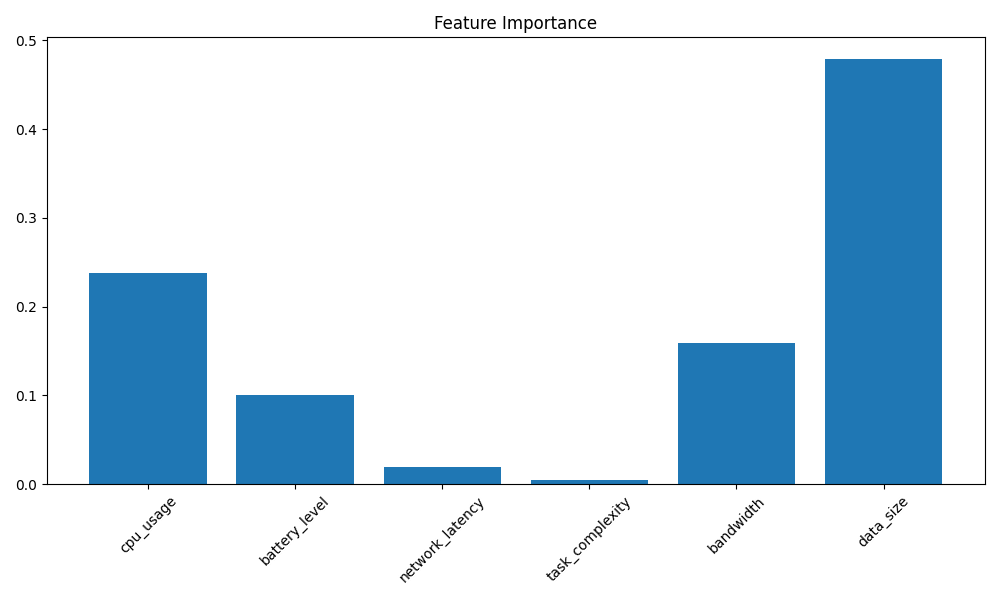 Feature Importance
0.5
0.4
0.3
0.2
0.1
0.0
cpu_usage
battery_level
network_latency
task_complexity
bandwidth
data_size